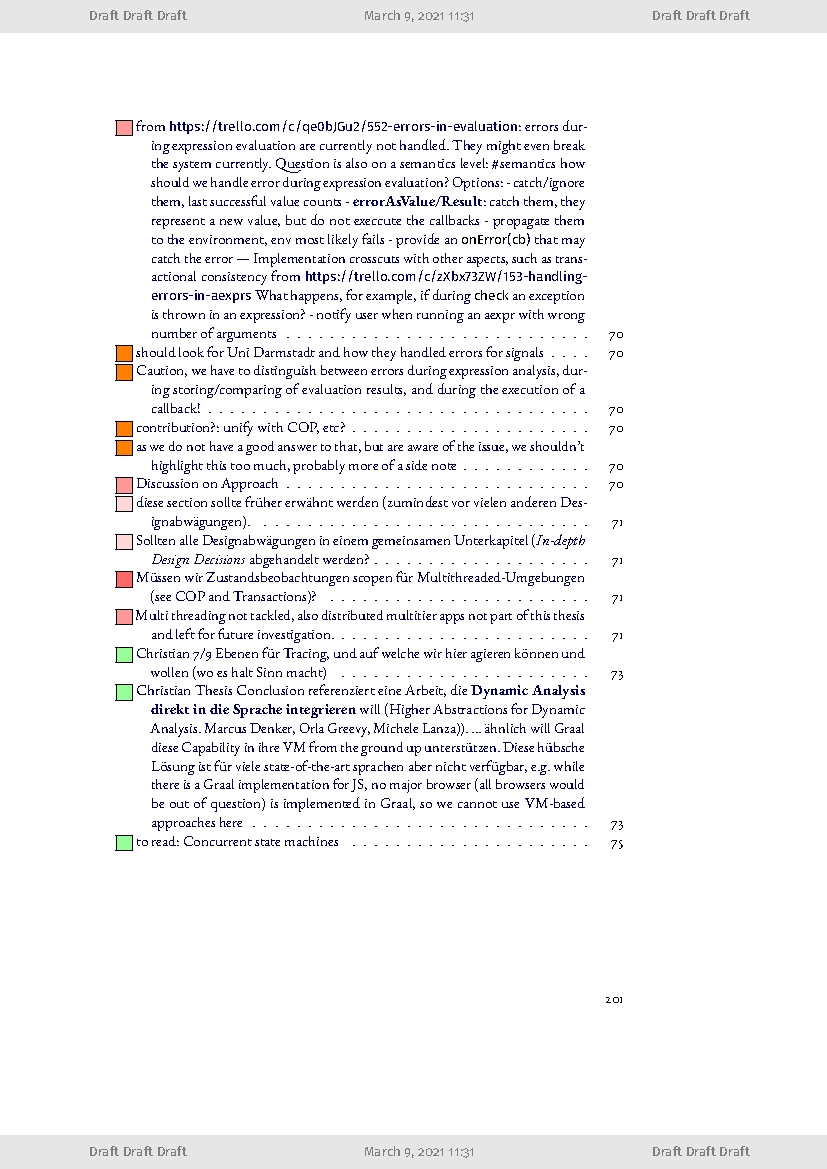 Draft Draft Draft March 9, 2021 11:31 Draft Draft Draft
from https://trello.com/c/qe0bJGu2/552-errors-in-evaluation: errors dur-
ing expression evaluation are currently not handled. They might even break
the system currently. Question is also on a semantics level: #semantics how
should we handle error during expression evaluation? Options: - catch/ignore
them, last successful value counts - errorAsValue/Result: catch them, they
represent a new value, but do not execcute the callbacks - propagate them
to the environment, env most likely fails - provide an onError(cb) that may
catch the error — Implementation crosscuts with other aspects, such as trans-
actional consistency from https://trello.com/c/zXbx73ZW/153-handling-
errors-in-aexprs What happens, for example, if during check an exception
is thrown in an expression? - notify user when running an aexpr with wrong
number of arguments . . . . . . . . . . . . . . . . . . . . . . . . . . . . . 70
should look for Uni Darmstadt and how they handled errors for signals . . . . 70
Caution, we have to distinguish between errors during expression analysis, dur-
ing storing/comparing of evaluation results, and during the execution of a
callback! . . . . . . . . . . . . . . . . . . . . . . . . . . . . . . . . . . . . 70
contribution?: unify with COP, etc? . . . . . . . . . . . . . . . . . . . . . . . 70
as we do not have a good answer to that, but are aware of the issue, we shouldn't
highlight this too much, probably more of a side note . . . . . . . . . . . . 70
Discussion on Approach . . . . . . . . . . . . . . . . . . . . . . . . . . . . . 70
diese section sollte früher erwähnt werden (zumindest vor vielen anderen Des-
ignabwägungen). . . . . . . . . . . . . . . . . . . . . . . . . . . . . . . . . 71
Sollten alle Designabwägungen in einem gemeinsamen Unterkapitel (In-depth
Design Decisions abgehandelt werden? . . . . . . . . . . . . . . . . . . . . . 71
Müssen wir Zustandsbeobachtungen scopen für Multithreaded-Umgebungen
(see COP and Transactions)? . . . . . . . . . . . . . . . . . . . . . . . . . 71
Multi threading not tackled, also distributed multitier apps not part of this thesis
and left for future investigation. . . . . . . . . . . . . . . . . . . . . . . . . 71
Christian 7/9 Ebenen für Tracing, und auf welche wir hier agieren können und
wollen (wo es halt Sinn macht) . . . . . . . . . . . . . . . . . . . . . . . . 73
Christian Thesis Conclusion referenziert eine Arbeit, die Dynamic Analysis
direkt in die Sprache integrieren will (Higher Abstractions for Dynamic
Analysis. Marcus Denker, Orla Greevy, Michele Lanza)). ... ähnlich will Graal
diese Capability in ihre VM from the ground up unterstützen. Diese hübsche
Lösung ist für viele state-of-the-art sprachen aber nicht verfügbar, e.g. while
there is a Graal implementation for JS, no major browser (all browsers would
be out of question) is implemented in Graal, so we cannot use VM-based
approaches here . . . . . . . . . . . . . . . . . . . . . . . . . . . . . . . . 73
to read: Concurrent state machines . . . . . . . . . . . . . . . . . . . . . . . 75
201
Draft Draft Draft March 9, 2021 11:31 Draft Draft Draft